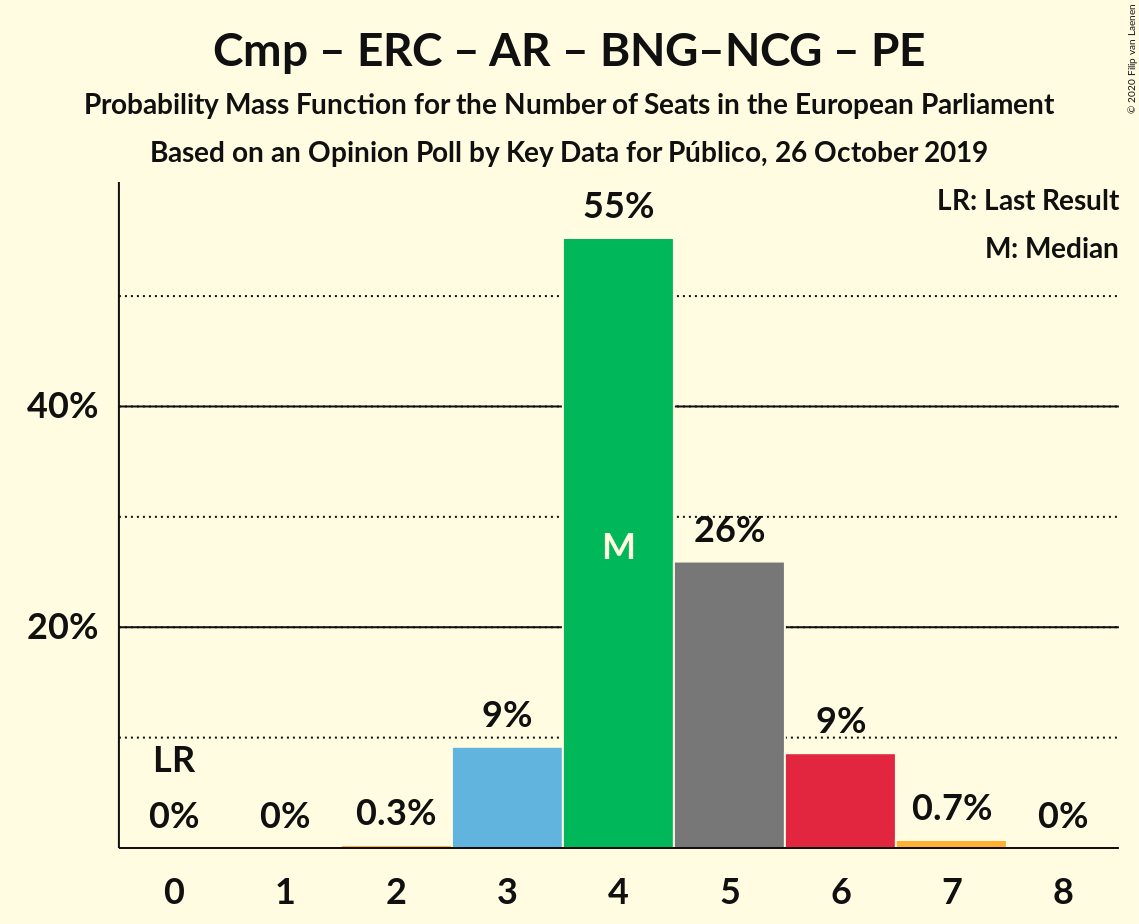 Cmp – ERC – AR – BNG–NCG – PE
Probability Mass Function for the Number of Seats in the European Parliament
Based on an Opinion Poll by Key Data for Público, 26 October 2019
© 2020 Filip van Laenen
LR: Last Result
M: Median
55%
40%
26%
M
20%
9%
9%
LR
0%
0%
0.3%
0.7%
0%
0 1 2 3 4 5 6 7 8